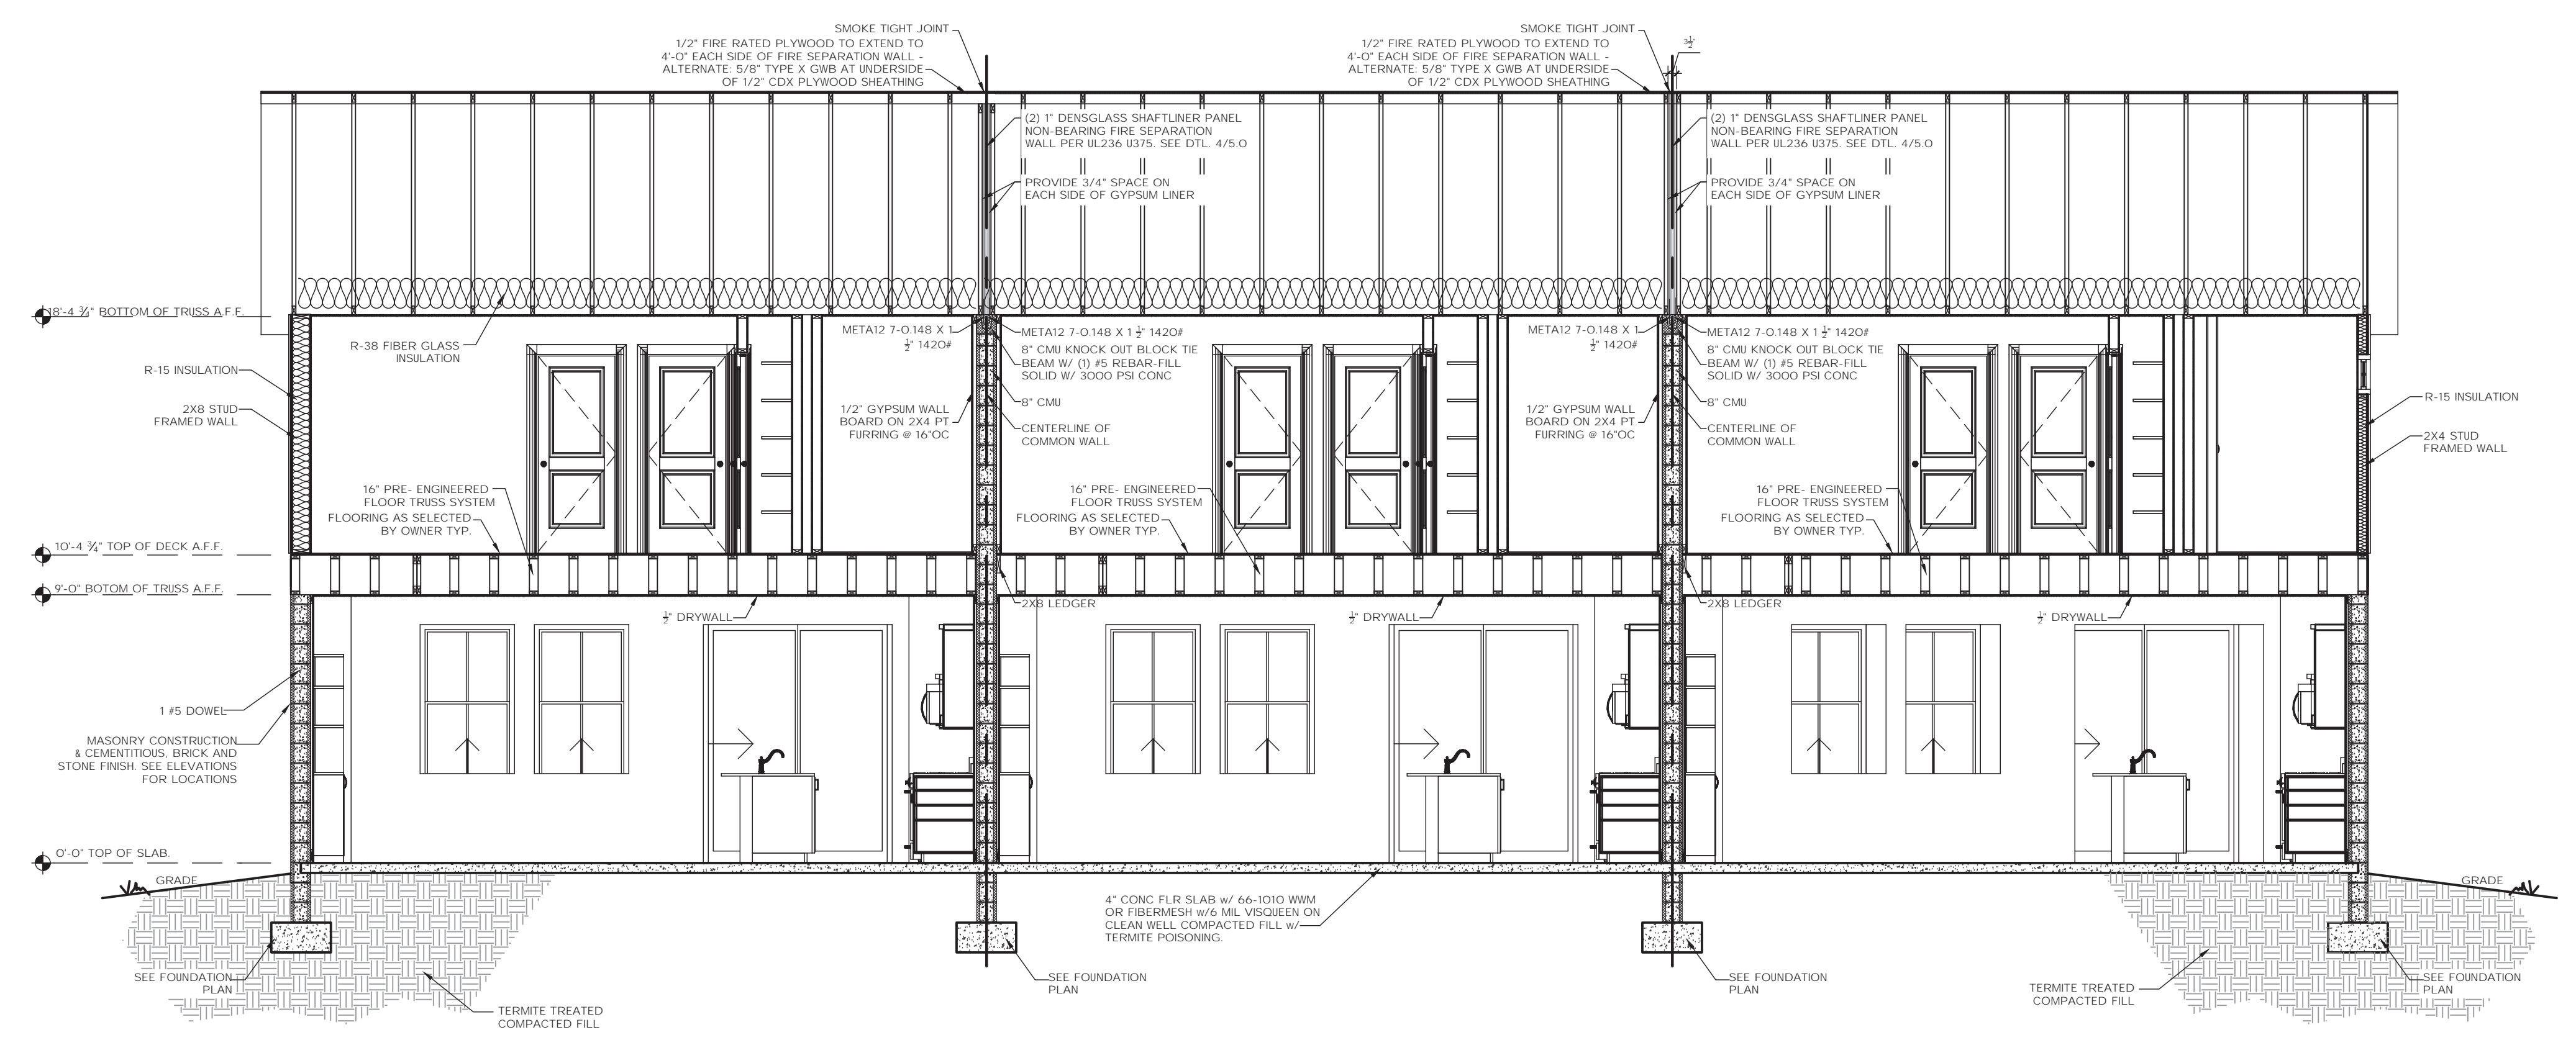 SMOKE TIGHT JOINT
1/2" FIRE RATED PLYWOOD TO EXTEND TO
4'-0" EACH SIDE OF FIRE SEPARATION WALL -
ALTERNATE: 5/8" TYPE X GWB AT UNDERSIDE
OF 1/2" CDX PLYWOOD SHEATHING
SMOKE TIGHT JOINT
1/2" FIRE RATED PLYWOOD TO EXTEND TO
4'-0" EACH SIDE OF FIRE SEPARATION WALL -
ALTERNATE: 5/8" TYPE X GWB AT UNDERSIDE
OF 1/2" CDX PLYWOOD SHEATHING
3 1/2"
(2) 1" DENSGLASS SHAFTLINER PANEL
NON-BEARING FIRE SEPARATION
WALL PER UL236 U375. SEE DTL. 4/5.0
PROVIDE 3/4" SPACE ON
EACH SIDE OF GYPSUM LINER
(2) 1" DENSGLASS SHAFTLINER PANEL
NON-BEARING FIRE SEPARATION
WALL PER UL236 U375. SEE DTL. 4/5.0
PROVIDE 3/4" SPACE ON
EACH SIDE OF GYPSUM LINER
18'-4 3/4" BOTTOM OF TRUSS A.F.F.
R-38 FIBER GLASS
INSULATION
R-15 INSULATION
2X8 STUD
FRAMED WALL
META12 7-0.148 X 1
1/2" 1420#
META12 7-0.148 X 1 1/2" 1420#
8" CMU KNOCK OUT BLOCK TIE
BEAM W/ (1) #5 REBAR-FILL
SOLID W/ 3000 PSI CONC
8" CMU
1/2" GYPSUM WALL
BOARD ON 2X4 PT
FURRING @ 16"OC
CENTERLINE OF
COMMON WALL
META12 7-0.148 X 1
1/2" 1420#
META12 7-0.148 X 1 1/2" 1420#
8" CMU KNOCK OUT BLOCK TIE
BEAM W/ (1) #5 REBAR-FILL
SOLID W/ 3000 PSI CONC
8" CMU
1/2" GYPSUM WALL
BOARD ON 2X4 PT
FURRING @ 16"OC
CENTERLINE OF
COMMON WALL
R-15 INSULATION
2X4 STUD
FRAMED WALL
16" PRE- ENGINEERED
FLOOR TRUSS SYSTEM
FLOORING AS SELECTED
BY OWNER TYP.
16" PRE- ENGINEERED
FLOOR TRUSS SYSTEM
FLOORING AS SELECTED
BY OWNER TYP.
16" PRE- ENGINEERED
FLOOR TRUSS SYSTEM
FLOORING AS SELECTED
BY OWNER TYP.
10'-4 3/4" TOP OF DECK A.F.F.
9'-0" BOTOM OF TRUSS A.F.F.
1/2" DRYWALL
2X8 LEDGER
1/2" DRYWALL
2X8 LEDGER
1/2" DRYWALL
1 #5 DOWEL
MASONRY CONSTRUCTION
& CEMENTITIOUS, BRICK AND
STONE FINISH. SEE ELEVATIONS
FOR LOCATIONS
0'-0" TOP OF SLAB.
GRADE
GRADE
4" CONC FLR SLAB w/ 66-1010 WWM
OR FIBERMESH w/6 MIL VISQUEEN ON
CLEAN WELL COMPACTED FILL w/
TERMITE POISONING.
SEE FOUNDATION
PLAN
SEE FOUNDATION
PLAN
SEE FOUNDATION
PLAN
SEE FOUNDATION
PLAN
TERMITE TREATED
COMPACTED FILL
TERMITE TREATED
COMPACTED FILL